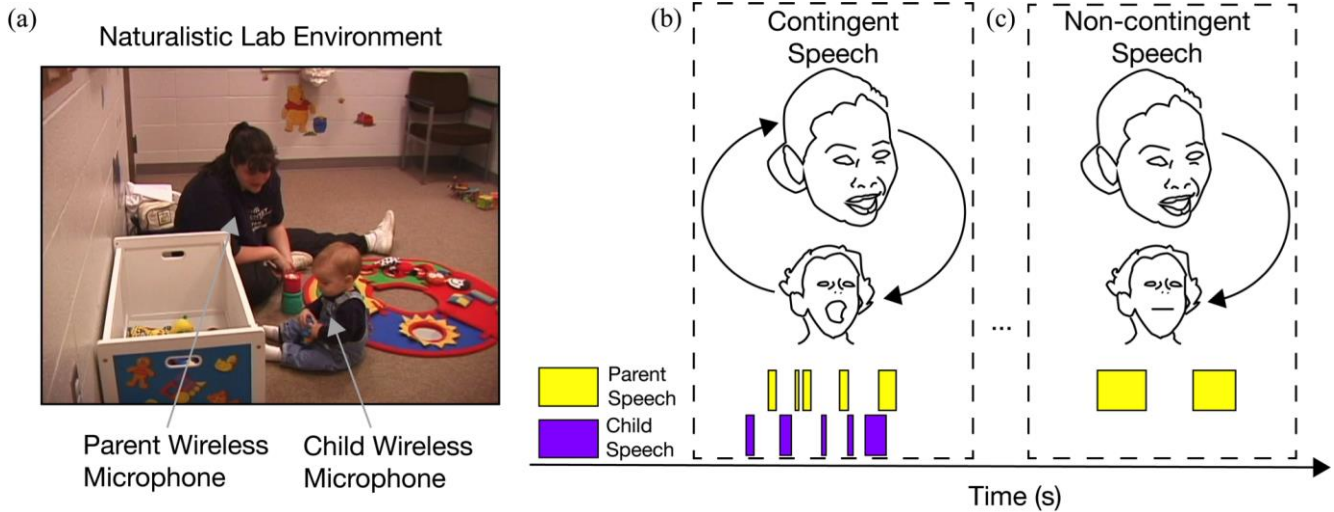 (a)
Naturalistic Lab Environment
Parent Wireless
Microphone
Child Wireless
Microphone
(b)
Contingent
Speech
(c)
Non-contingent
Speech
...
Parent
Speech
Child
Speech
Time (s)